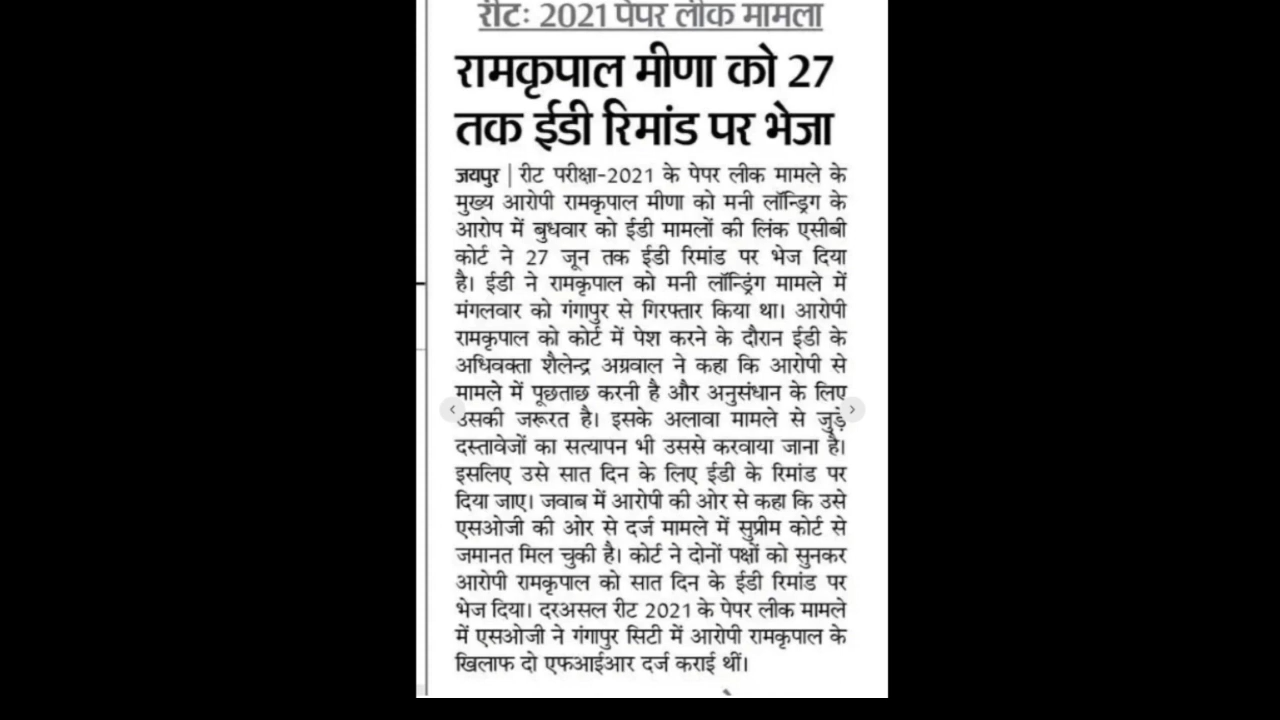 रीटः 2021 पेपर लीक मामला
रामकृपाल मीणा को 27
तक ईडी रिमांड पर भेजा
जयपुर | रीट परीक्षा-2021 के पेपर लीक मामले के
मुख्य आरोपी रामकृपाल मीणा को मनी लॉन्ड्रिग के
आरोप में बुधवार को ईडी मामलों की लिंक एसीबी
कोर्ट ने 27 जून तक ईडी रिमांड पर भेज दिया
है। ईडी ने रामकृपाल को मनी लॉन्ड्रिंग मामले में
मंगलवार को गंगापुर से गिरफ्तार किया था। आरोपी
रामकृपाल को कोर्ट में पेश करने के दौरान ईडी के
अधिवक्ता शैलेन्द्र अग्रवाल ने कहा कि आरोपी से
मामले में पूछताछ करनी है और अनुसंधान के लिए
उसकी जरूरत है। इसके अलावा मामले से जुड़े
दस्तावेजों का सत्यापन भी उससे करवाया जाना है।
इसलिए उसे सात दिन के लिए ईडी के रिमांड पर
दिया जाए। जवाब में आरोपी की ओर से कहा कि उसे
एसओजी की ओर से दर्ज मामले में सुप्रीम कोर्ट से
जमानत मिल चुकी है। कोर्ट ने दोनों पक्षों को सुनकर
आरोपी रामकृपाल को सात दिन के ईडी रिमांड पर
भेज दिया। दरअसल रीट 2021 के पेपर लीक मामले
में एसओजी ने गंगापुर सिटी में आरोपी रामकृपाल के
खिलाफ दो एफआईआर दर्ज कराई थीं।